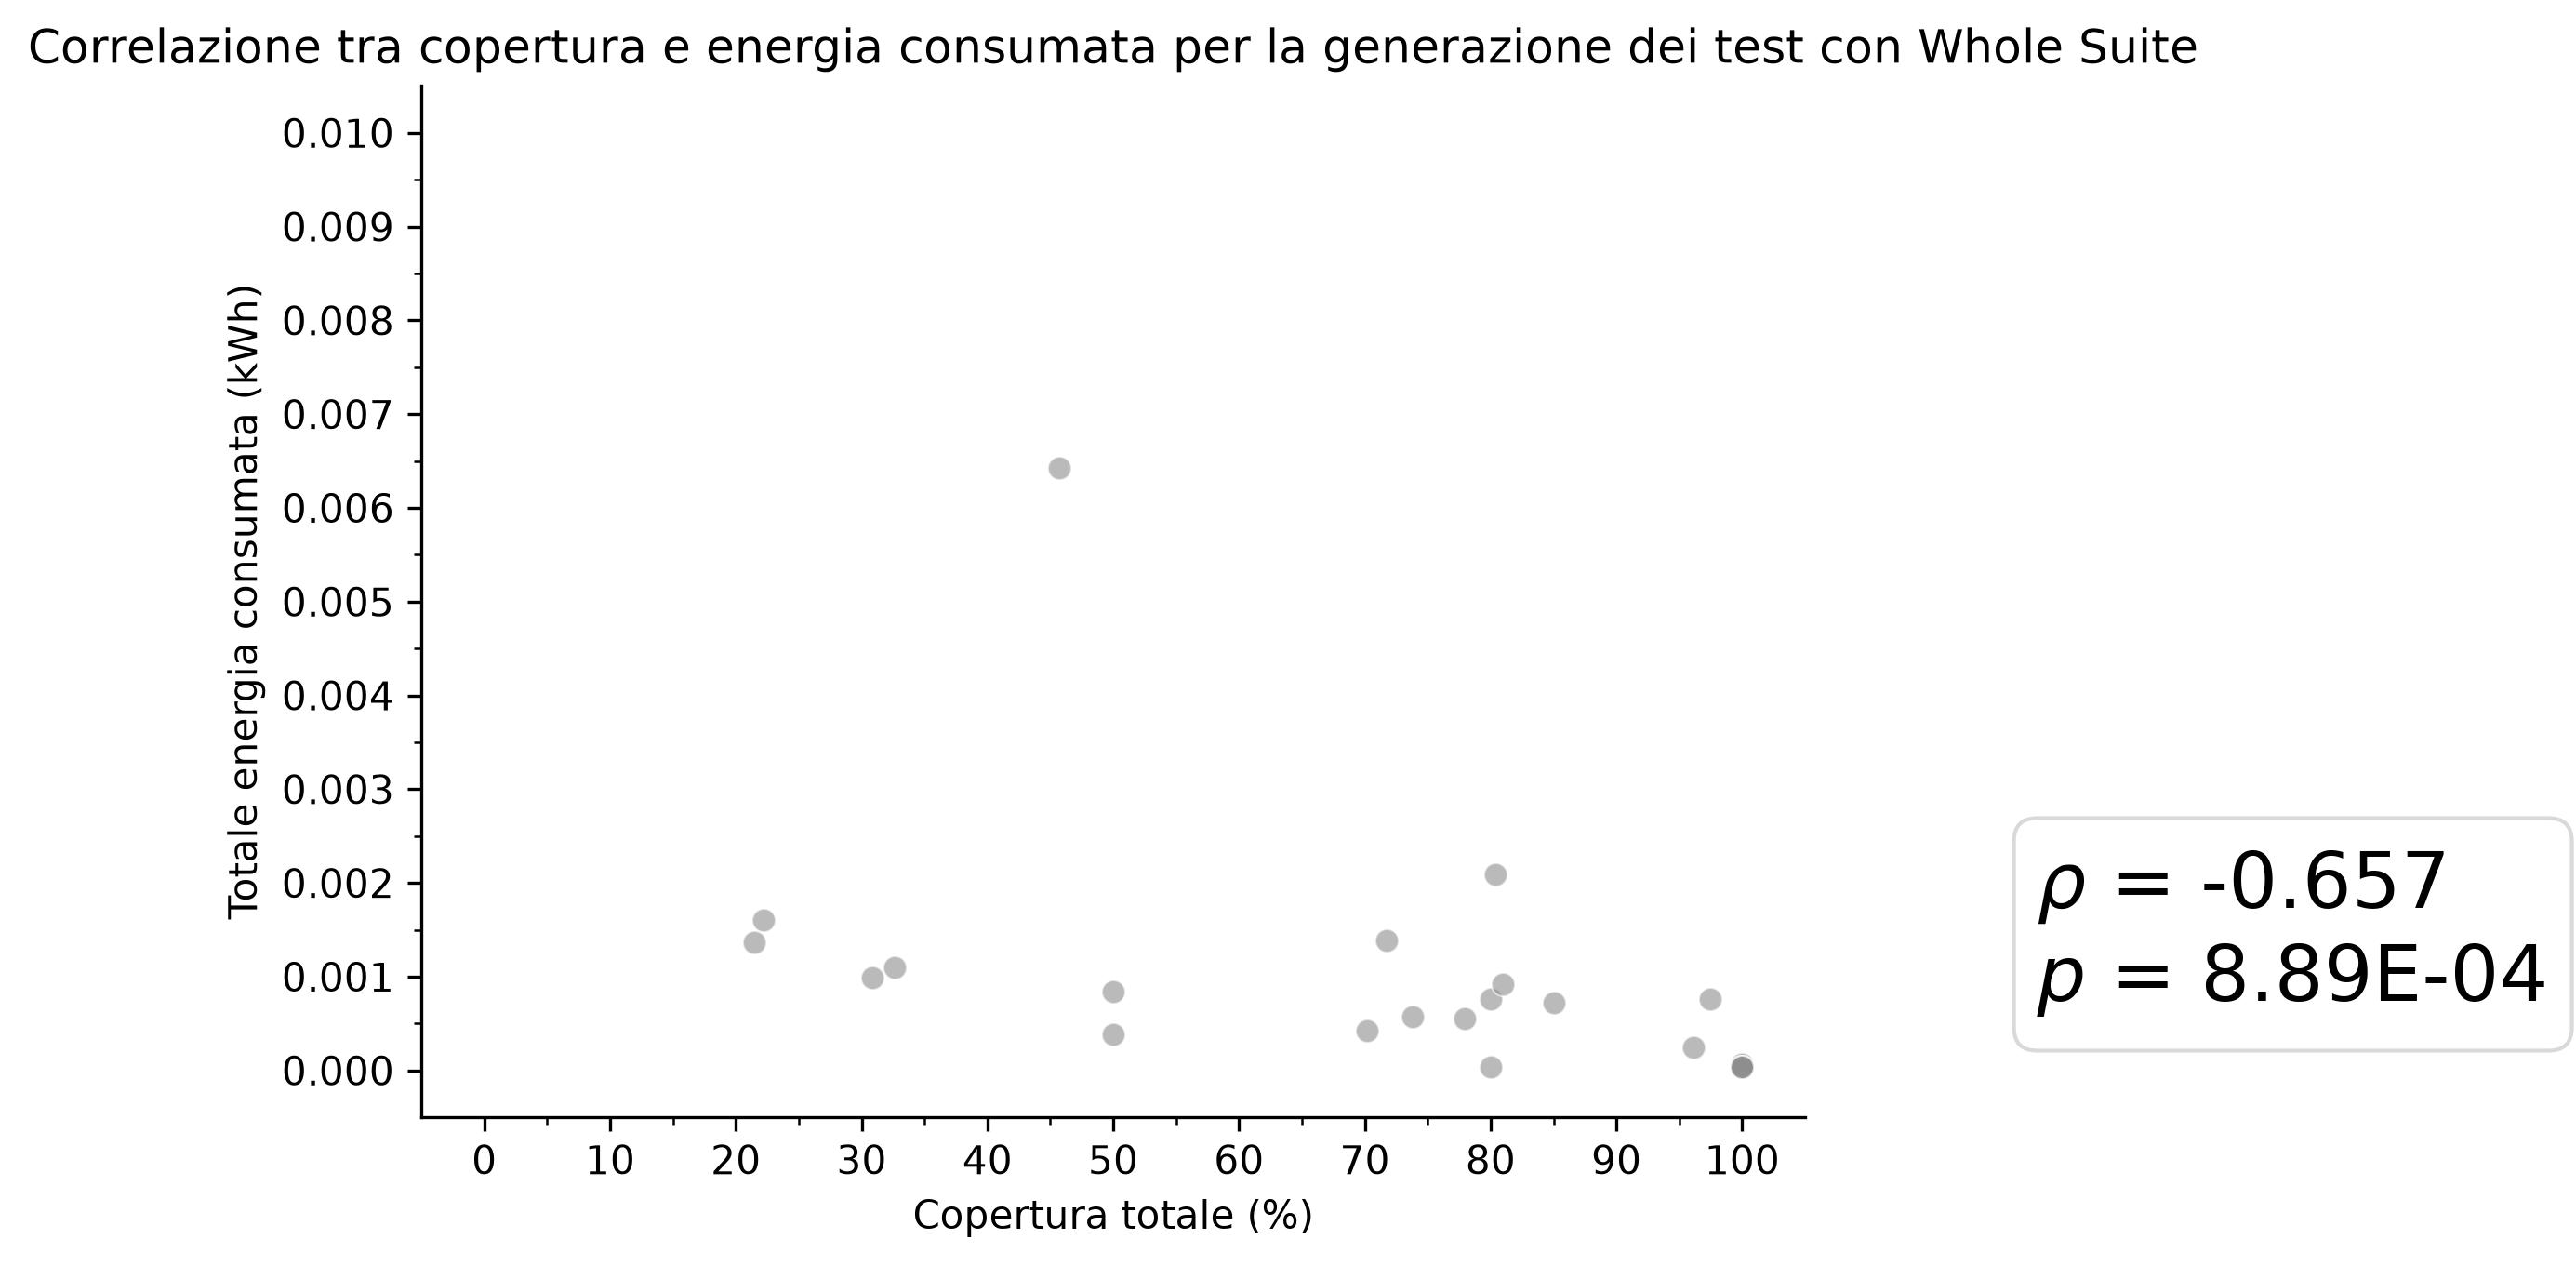 Correlazione tra copertura e energia consumata per la generazione dei test con Whole Suite
Totale energia consumata (kWh)
0.010
0.009
0.008
0.007
0.006
0.005
0.004
0.003
0.002
0.001
0.000
0 10 20 30 40 50 60 70 80 90 100
Copertura totale (%)
ρ = -0.657
p = 8.89E-04